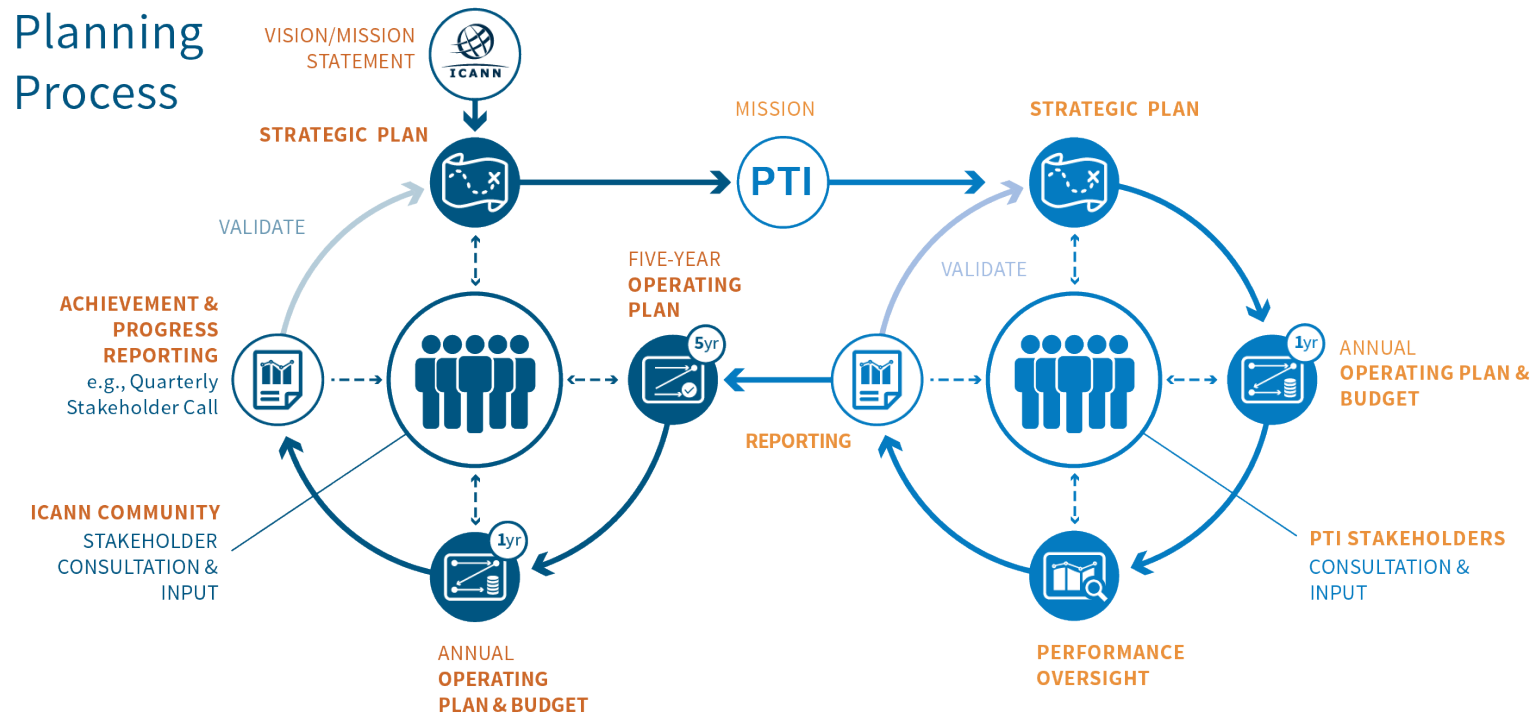 Planning
Process
VISION/MISSION
STATEMENT
ICANN
STRATEGIC PLAN
MISSION
PTI
STRATEGIC PLAN
VALIDATE
FIVE-YEAR
OPERATING
PLAN
5yr
VALIDATE
ACHIEVEMENT &
PROGRESS
REPORTING
e.g., Quarterly
Stakeholder Call
1yr
ANNUAL
OPERATING PLAN &
BUDGET
REPORTING
ICANN COMMUNITY
STAKEHOLDER
CONSULTATION &
INPUT
1yr
ANNUAL
OPERATING
PLAN & BUDGET
PTI STAKEHOLDERS
CONSULTATION &
INPUT
PERFORMANCE
OVERSIGHT